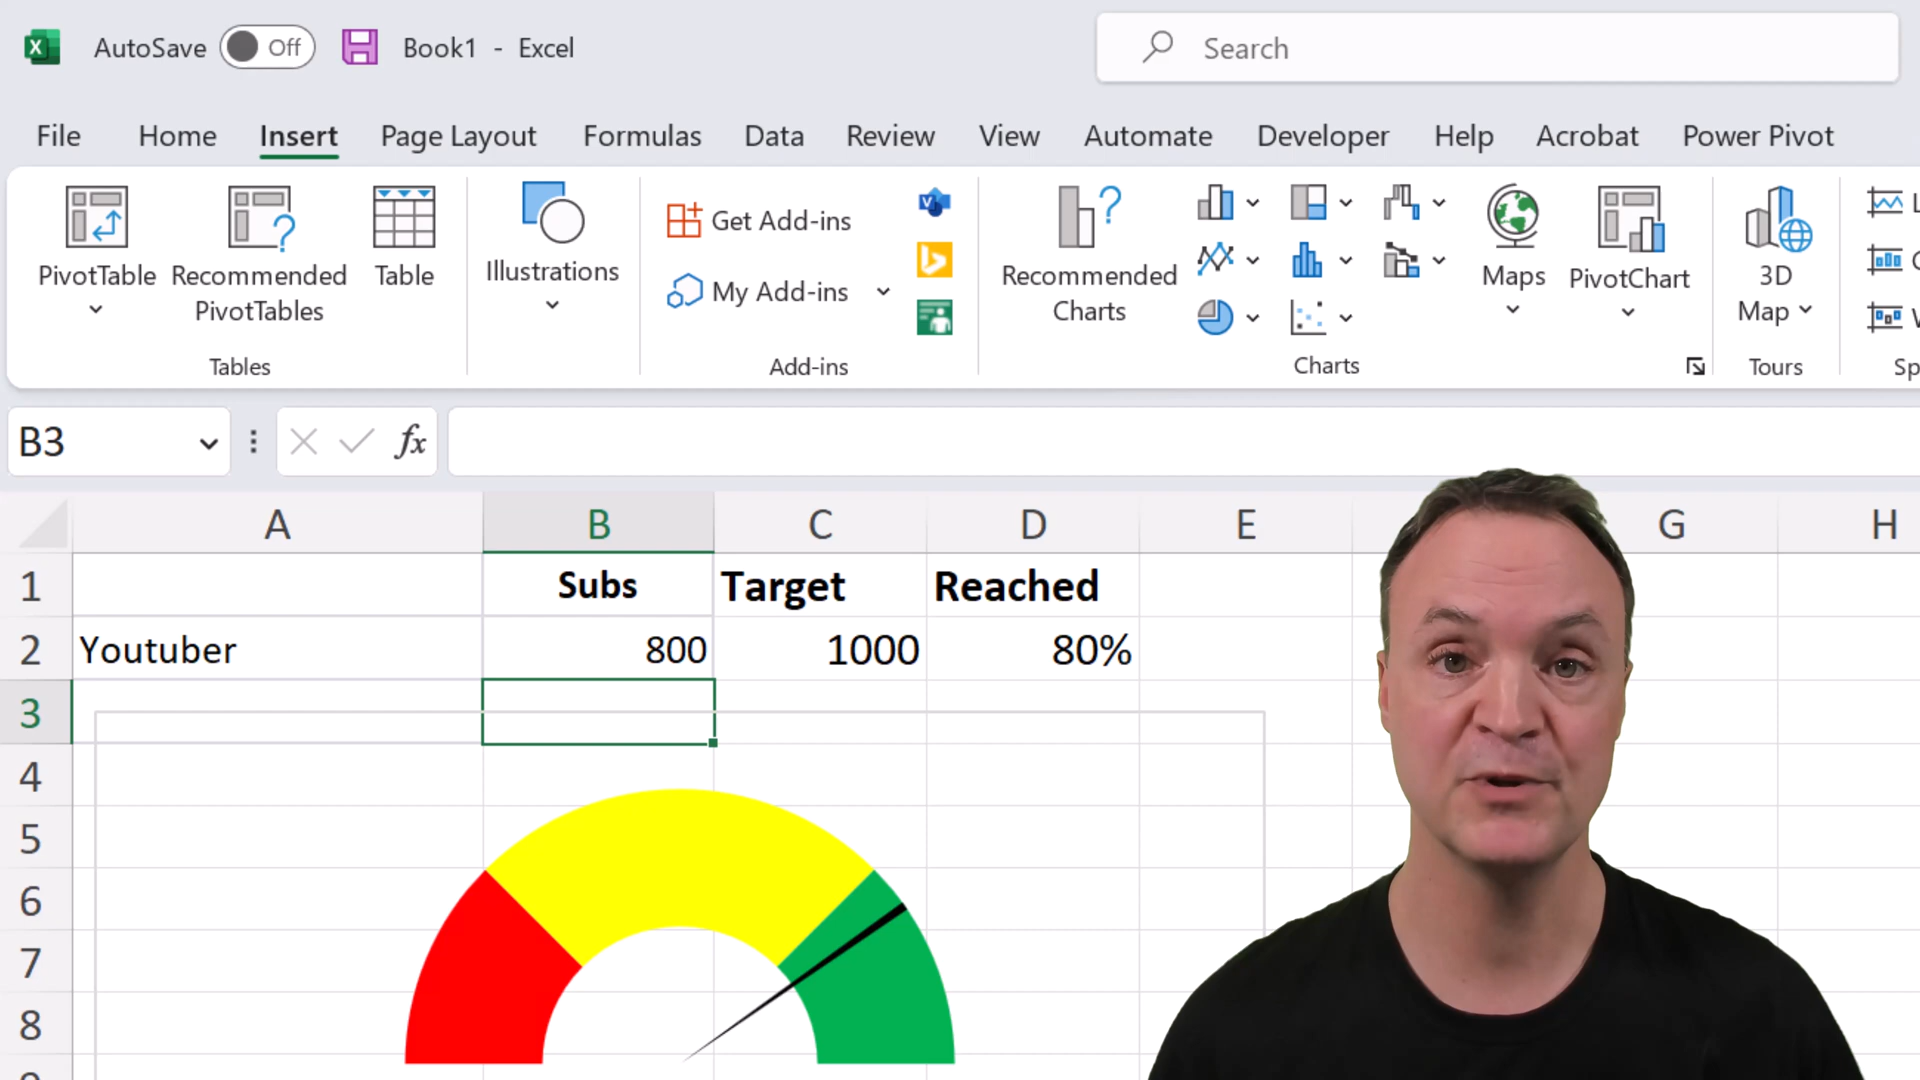 AutoSave Off Book1 - Excel Search
File Home Insert Page Layout Formulas Data Review View Automate Developer Help Acrobat Power Pivot
PivotTable Recommended PivotTables Table Illustrations
Get Add-ins
My Add-ins
Recommended Charts Maps PivotChart 3D Map
Tables Add-ins Charts Tours Sp
B3 fx
A B C D E G H
1 Subs Target Reached
2 Youtuber 800 1000 80%
3
4
5
6
7
8